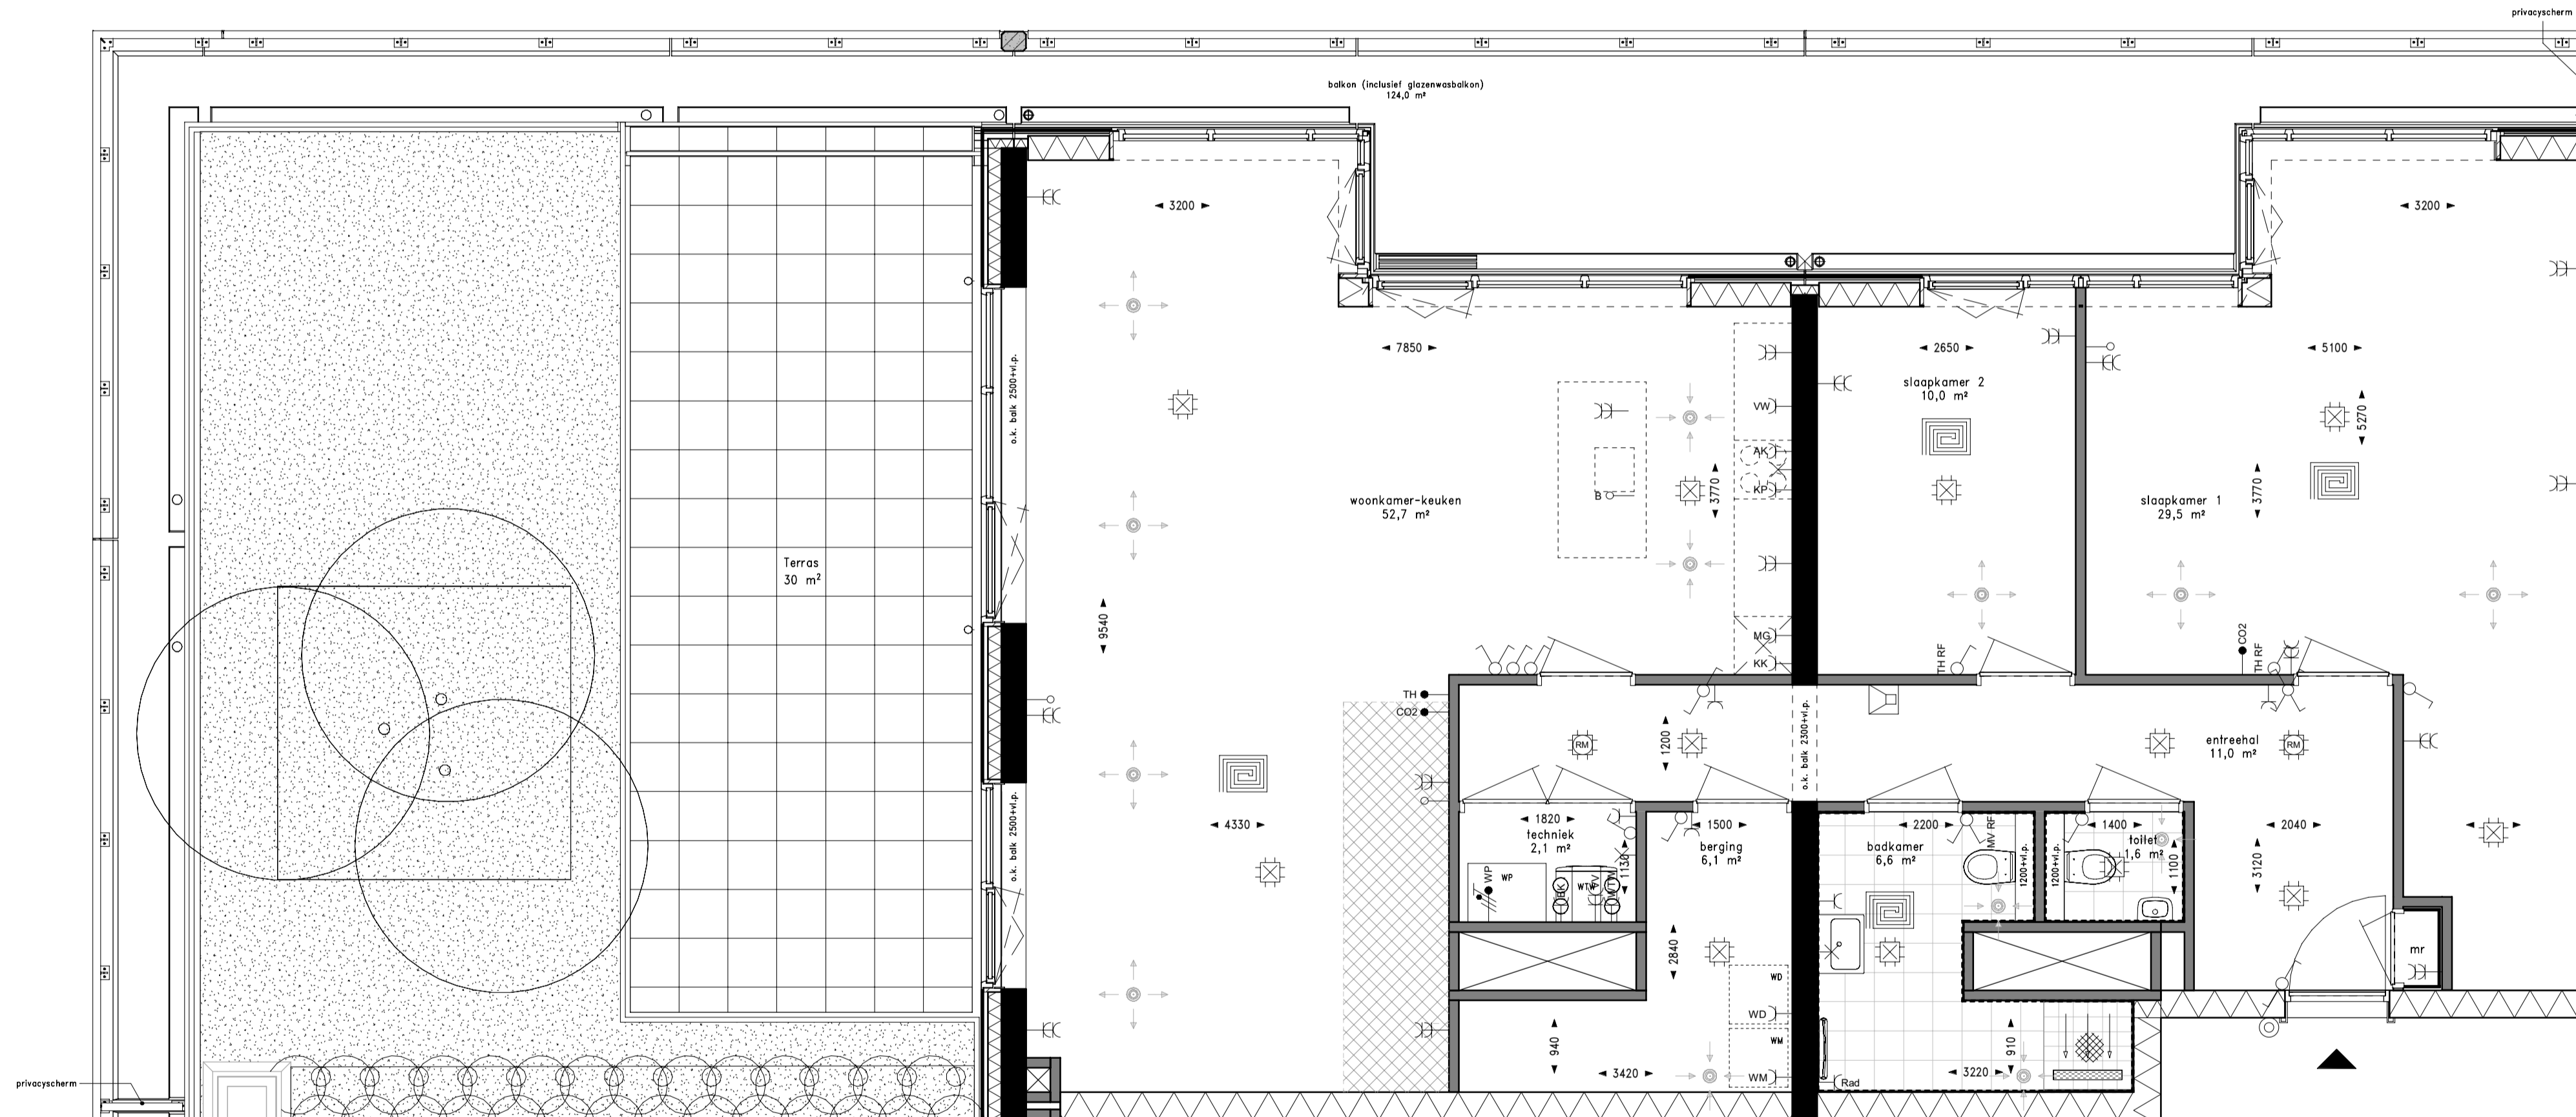 privacyscherm
balkon (inclusief glazenwasbalkon)
124,0 m²
3200
3200
o.k. balk 2500+vl.p.
7850
2650
5100
slaapkamer 2
10,0 m²
5270
VW
AK
KP
B
3770
woonkamer-keuken
52,7 m²
slaapkamer 1
29,5 m²
3770
Terras
30 m²
9540
MG
KK
TH RF
CO2
TH RF
TH
CO2
RM
1200
o.k. balk 2300+vl.p.
entreehal
11,0 m²
RM
o.k. balk 2500+vl.p.
4330
1820
techniek
2,1 m²
1130
WP
WP
1500
berging
6,1 m²
2200
badkamer
6,6 m²
MV RF
1200+vl.p.
1200+vl.p.
1400
toilet
1,6 m²
1100
2040
3120
2840
mr
WD
WD
WM
WM
940
3420
910
3220
Rad
privacyscherm